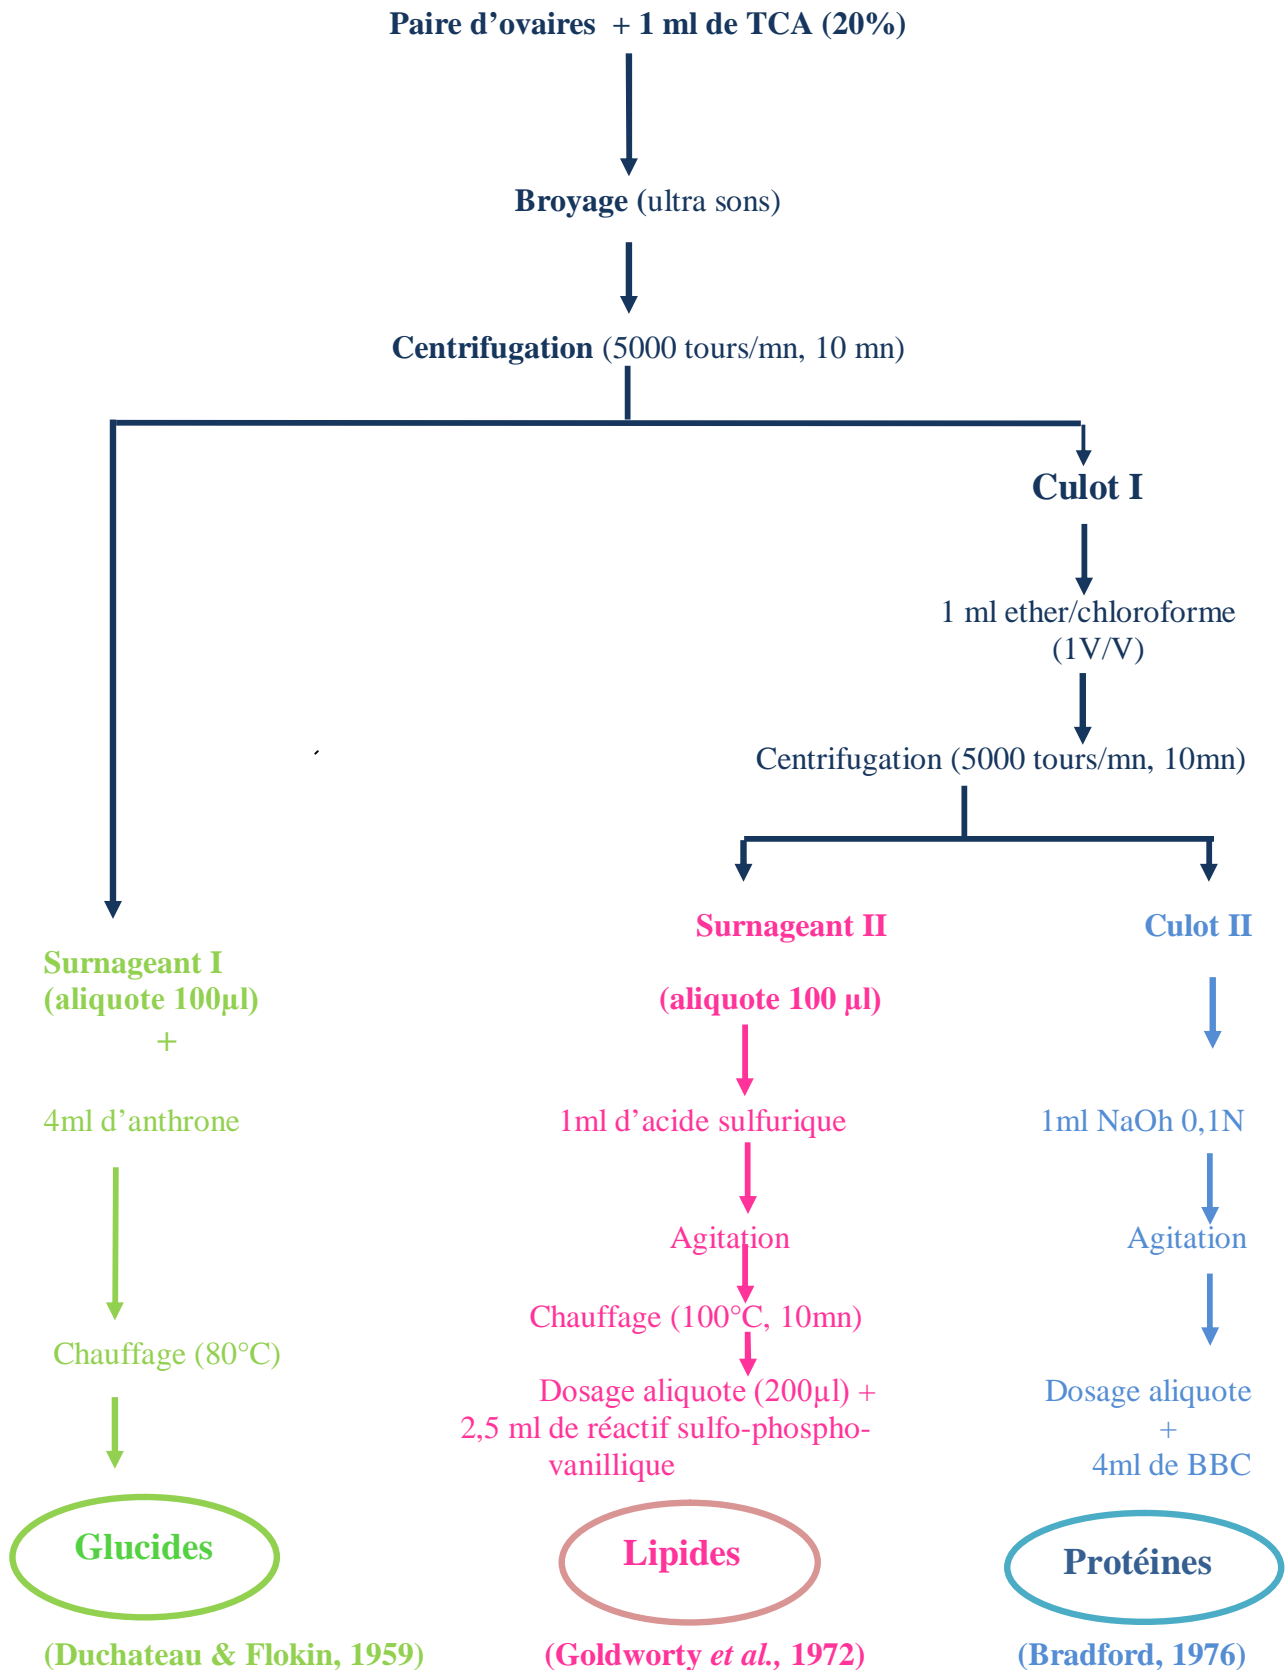 Paire d’ovaires + 1 ml de TCA (20%)
Broyage (ultra sons)
Centrifugation (5000 tours/mn, 10 mn)
Culot I
1 ml ether/chloroforme
(1V/V)
Centrifugation (5000 tours/mn, 10mn)
Surnageant I
(aliquote 100µl)
+
4ml d’anthrone
Chauffage (80°C)
Glucides
(Duchateau & Flokin, 1959)
Surnageant II
(aliquote 100 µl)
1ml d’acide sulfurique
Agitation
Chauffage (100°C, 10mn)
Dosage aliquote (200µl) +
2,5 ml de réactif sulfo-phospho-
vanillique
Lipides
(Goldworty et al., 1972)
Culot II
1ml NaOh 0,1N
Agitation
Dosage aliquote
+
4ml de BBC
Protéines
(Bradford, 1976)